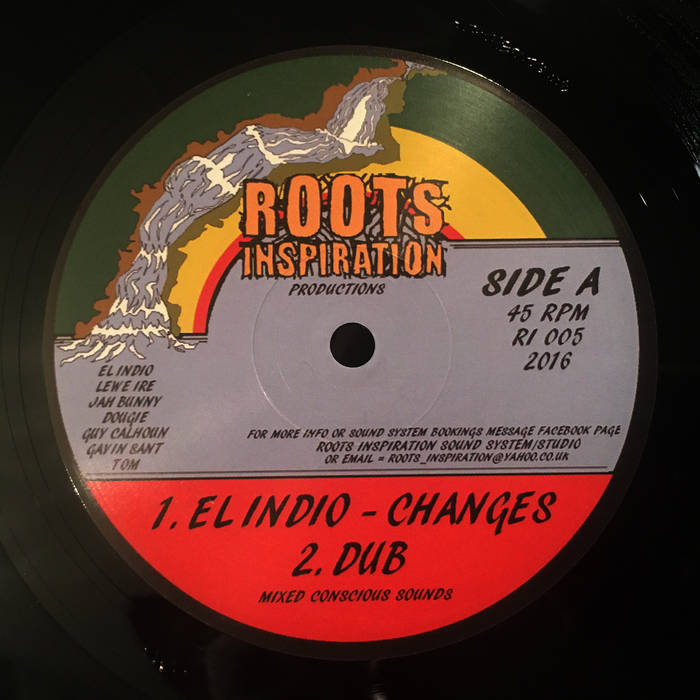 ROOTS
INSPIRATION
PRODUCTIONS
SIDE A
45 RPM
RI 005
2016
EL INDIO
LEWE IRE
JAH BUNNY
DOUGIE
GUY CALHOUN
GAVIN SANT
TOM
FOR MORE INFO OR SOUND SYSTEM BOOKINGS MESSAGE FACEBOOK PAGE
ROOTS INSPIRATION SOUND SYSTEM/STUDIO
OR EMAIL = ROOTS_INSPIRATION@YAHOO.CO.UK
1. EL INDIO - CHANGES
2. DUB
MIXED CONSCIOUS SOUNDS